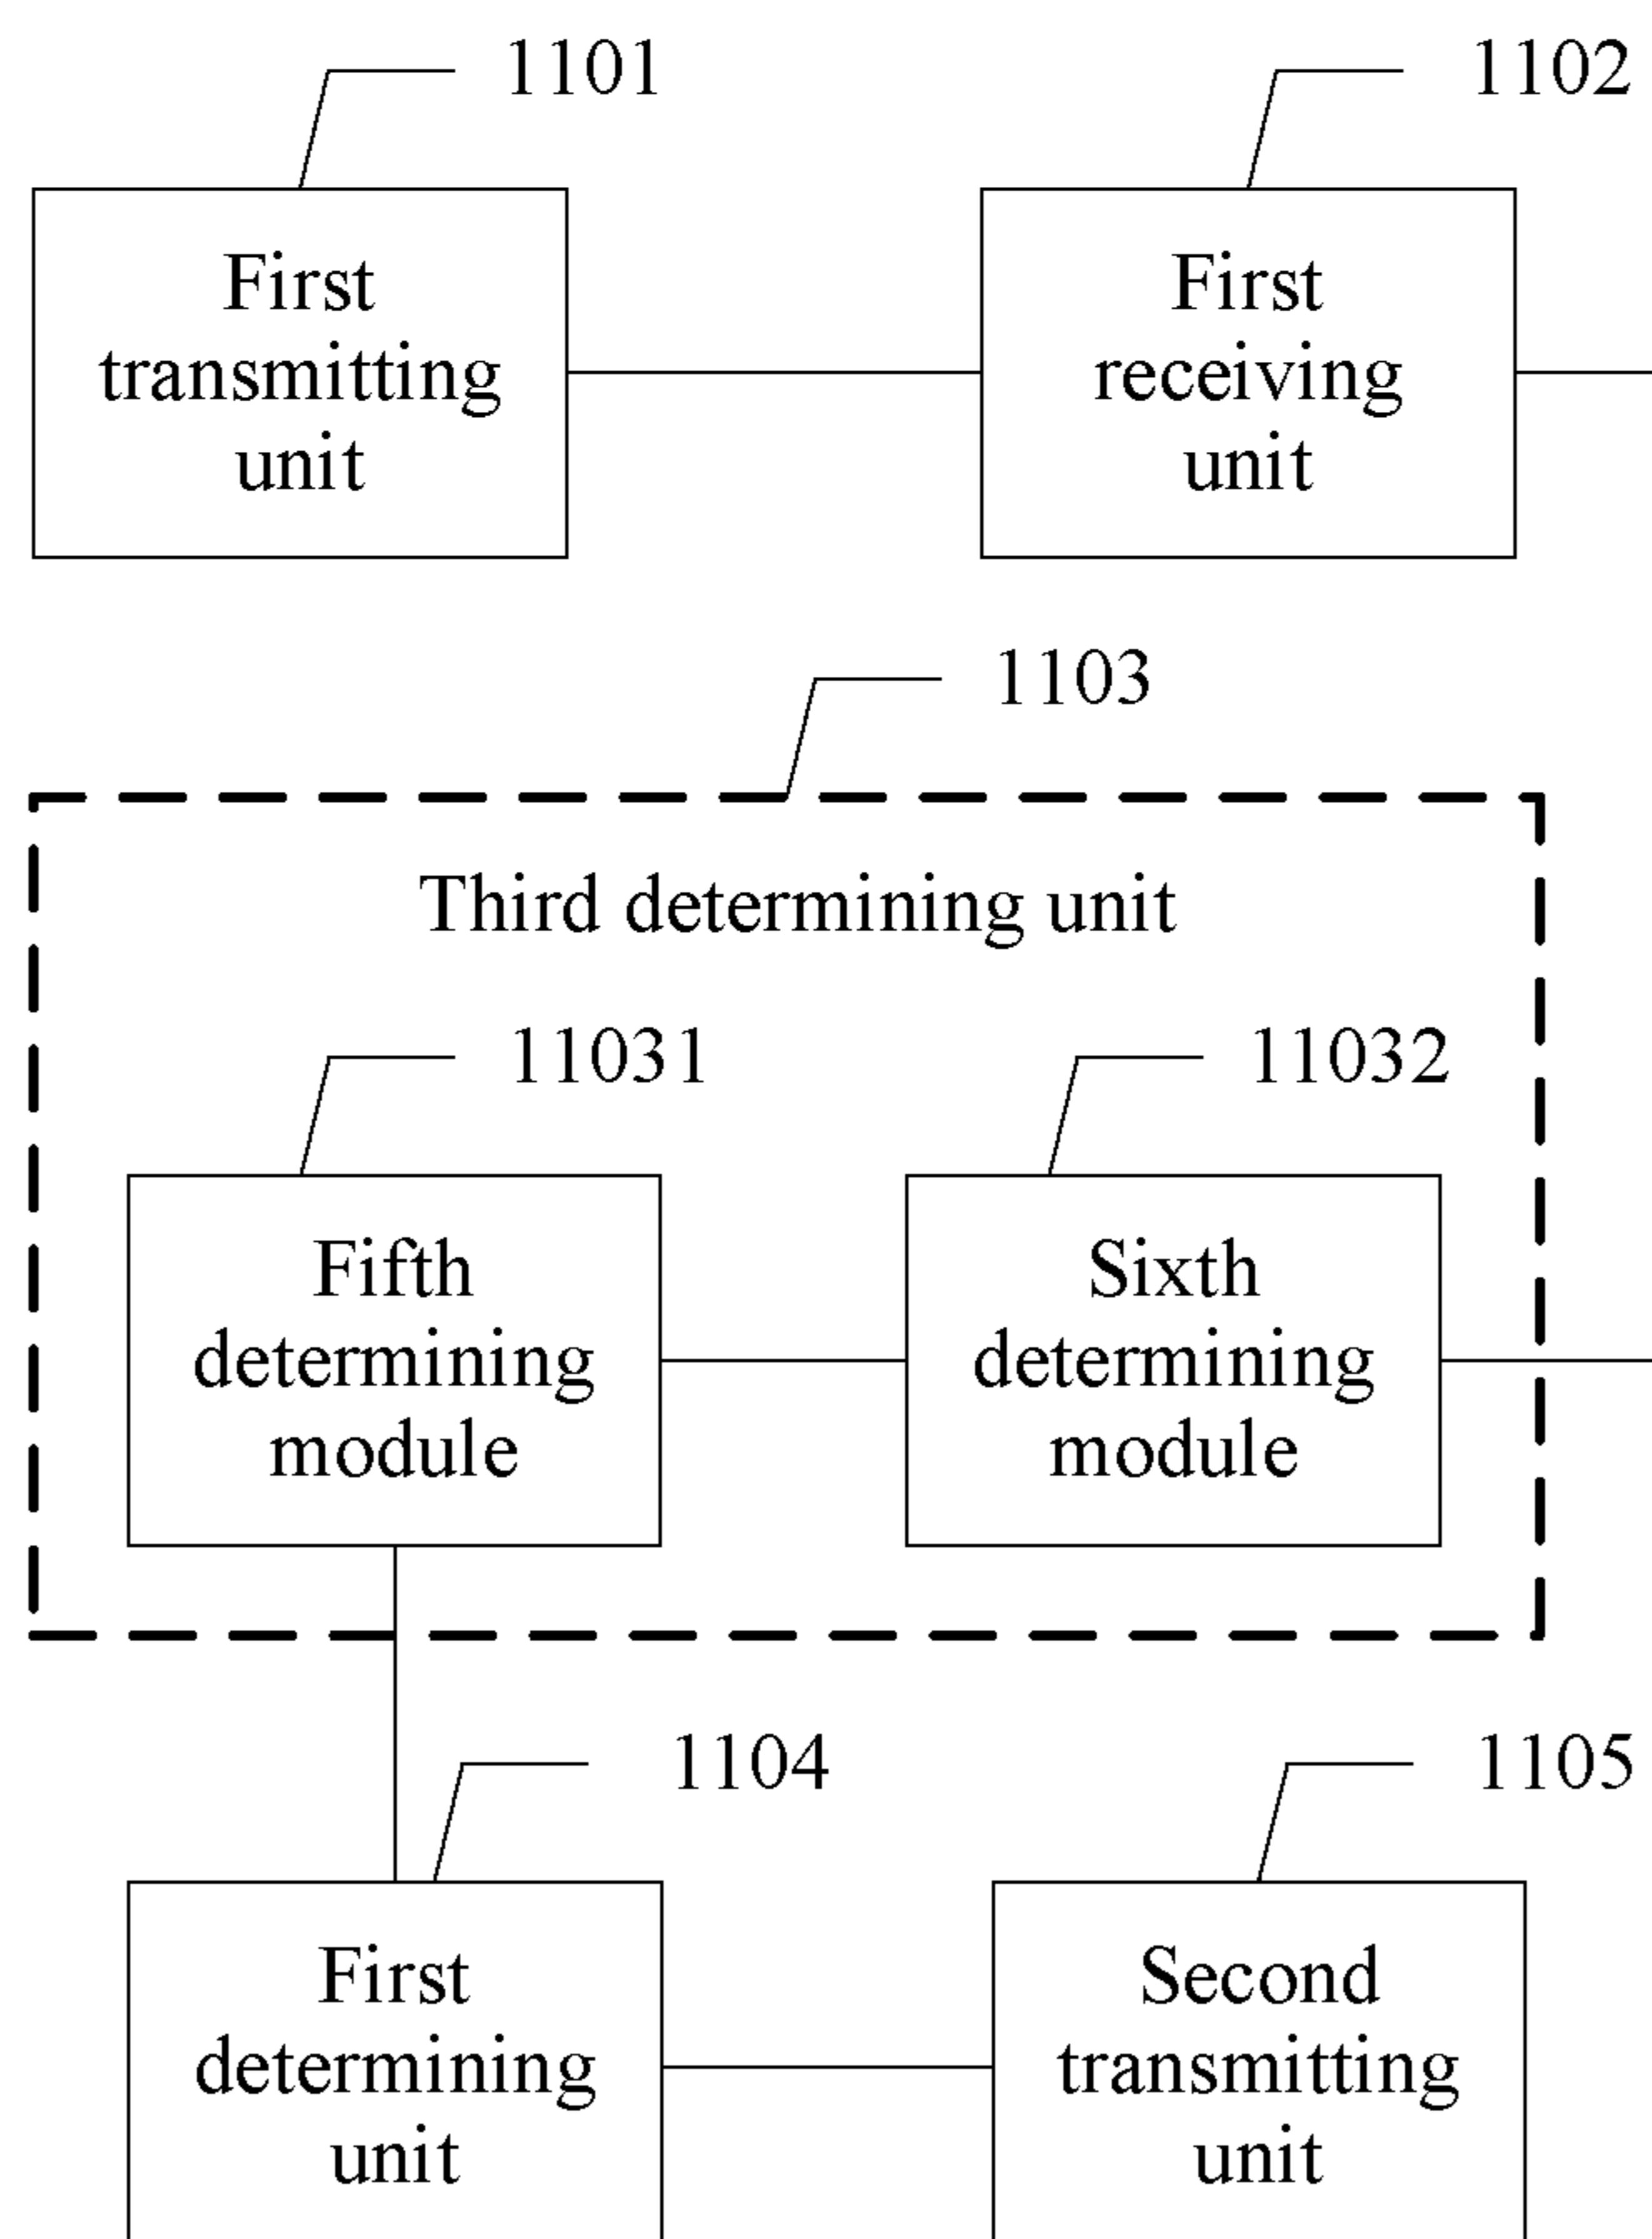 1101
1102
First
transmitting
unit
First
receiving
unit
1103
Third determining unit
11031
11032
Fifth
determining
module
Sixth
determining
module
1104
1105
First
determining
unit
Second
transmitting
unit